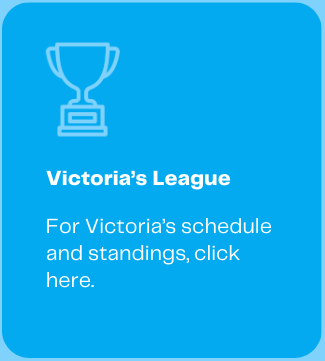 Victoria’s League
For Victoria’s schedule
and standings, click
here.